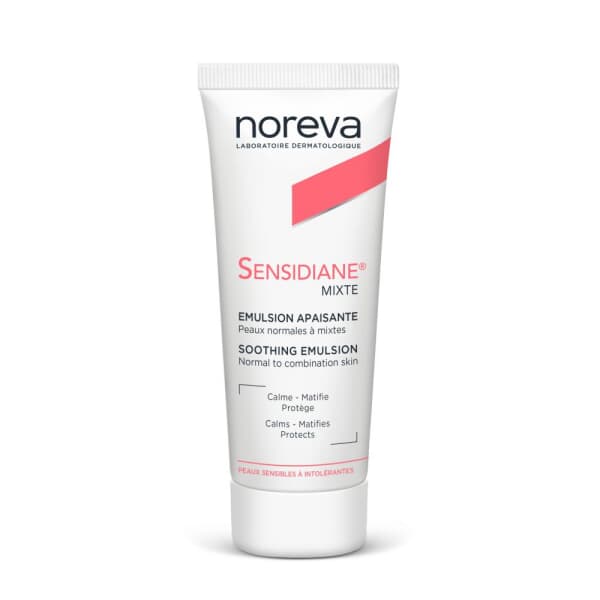 noreva
LABORATOIRE DERMATOLOGIQUE
SENSIDIANE®
MIXTE
EMULSION APAISANTE
Peaux normales à mixtes
SOOTHING EMULSION
Normal to combination skin
Calme - Matifie
Protège
Calms - Matifies
Protects
PEAUX SENSIBLES À INTOLÉRANTES